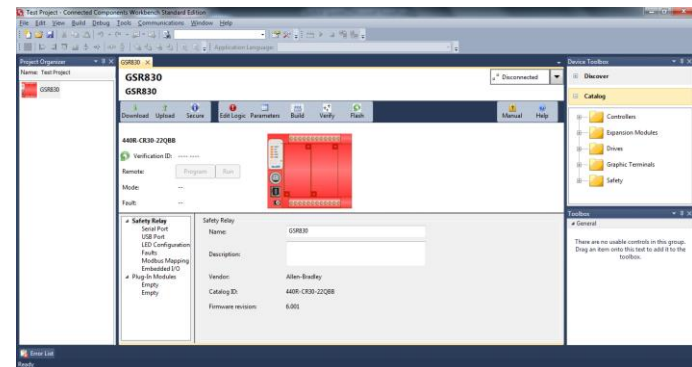 Test Project - Connected Components Workbench Standard Edition
File Edit View Build Debug Tools Communications Window Help
Application Language:
Project Organizer
Name: Test Project
GSR830
GSR830
GSR830
GSR830
Disconnected
Download Upload Secure Edit Logic Parameters Build Verify Flash Manual Help
440R-CR30-22QBB
Verification ID: ---- ----
Remote: Program Run
Mode: --
Fault: --
Safety Relay
Serial Port
USB Port
LED Configuration
Faults
Modbus Mapping
Embedded I/O
Plug-In Modules
Empty
Empty
Safety Relay
Name: GSR830
Description:
Vendor: Allen-Bradley
Catalog ID: 440R-CR30-22QBB
Firmware revision: 6.001
Device Toolbox
Discover
Catalog
Controllers
Expansion Modules
Drives
Graphic Terminals
Safety
Toolbox
General
There are no usable controls in this group.
Drag an item onto this text to add it to the
toolbox.
Error List
Ready